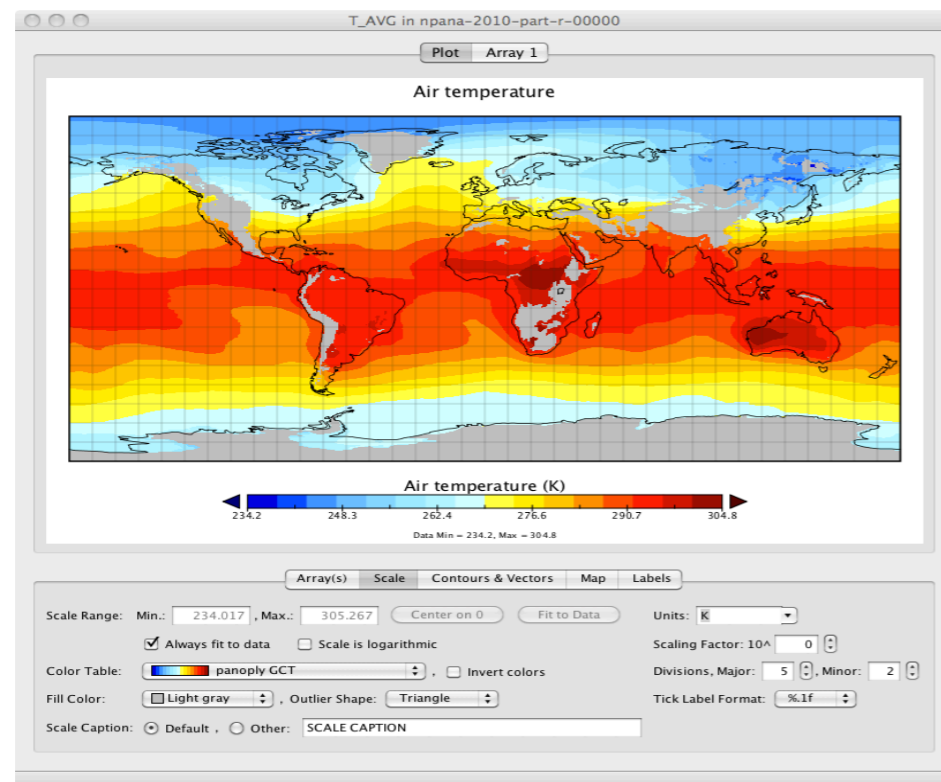 T_AVG in npana-2010-part-r-00000
Plot Array 1
Air temperature
Air temperature (K)
234.2 248.3 262.4 276.6 290.7 304.8
Data Min = 234.2, Max = 304.8
Array(s) Scale Contours & Vectors Map Labels
Scale Range: Min.: 234.017 , Max.: 305.267 Center on 0 Fit to Data Units: K
Always fit to data Scale is logarithmic Scaling Factor: 10^ 0
Color Table: panoply GCT , Invert colors Divisions, Major: 5 , Minor: 2
Fill Color: Light gray , Outlier Shape: Triangle Tick Label Format: %.1f
Scale Caption: Default , Other: SCALE CAPTION